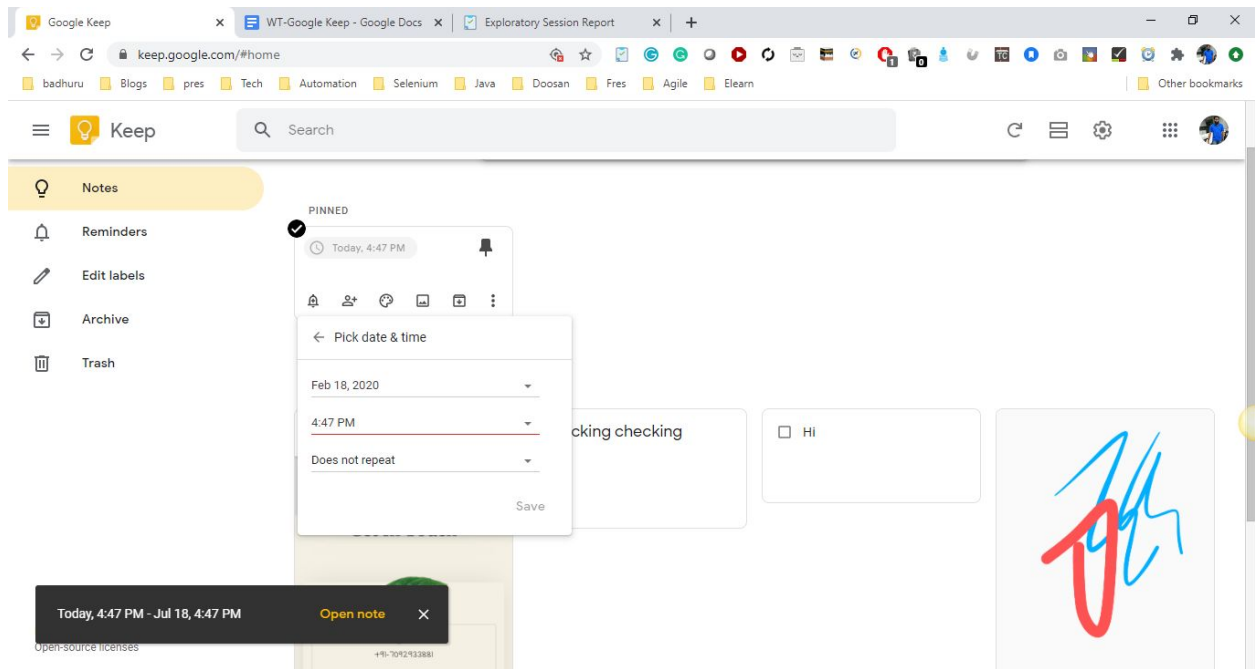 Google Keep
WT-Google Keep - Google Docs
Exploratory Session Report
keep.google.com/#home
badhuru Blogs pres Tech Automation Selenium Java Doosan Fres Agile Elearn Other bookmarks
Keep
Search
Notes
Reminders
Edit labels
Archive
Trash
PINNED
Today, 4:47 PM
Pick date & time
Feb 18, 2020
4:47 PM
Does not repeat
Save
cking checking
Hi
Today, 4:47 PM - Jul 18, 4:47 PM
Open note
Open-source licenses
+91-7092933881